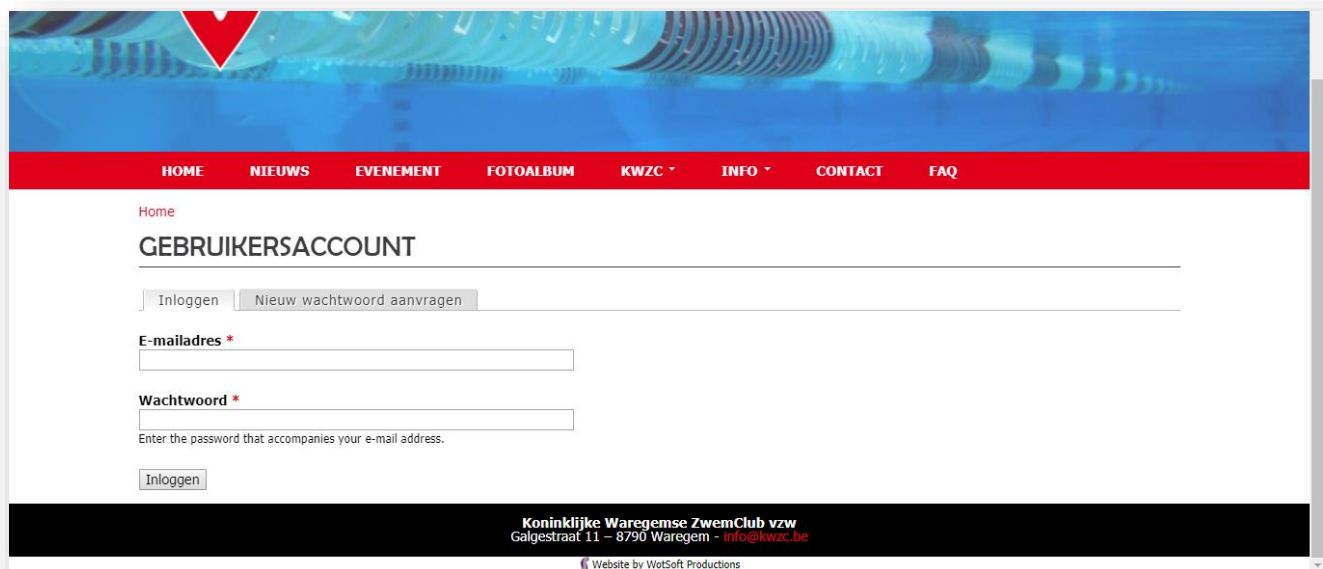 HOME NIEUWS EVENEMENT FOTOALBUM KWZC INFO CONTACT FAQ
Home
GEBRUIKERSACCOUNT
Inloggen Nieuw wachtwoord aanvragen
E-mailadres *
Wachtwoord *
Enter the password that accompanies your e-mail address.
Inloggen
Koninklijke Waregemse ZwemClub vzw
Galgestraat 11 – 8790 Waregem - info@kwzc.be
Website by WotSoft Productions